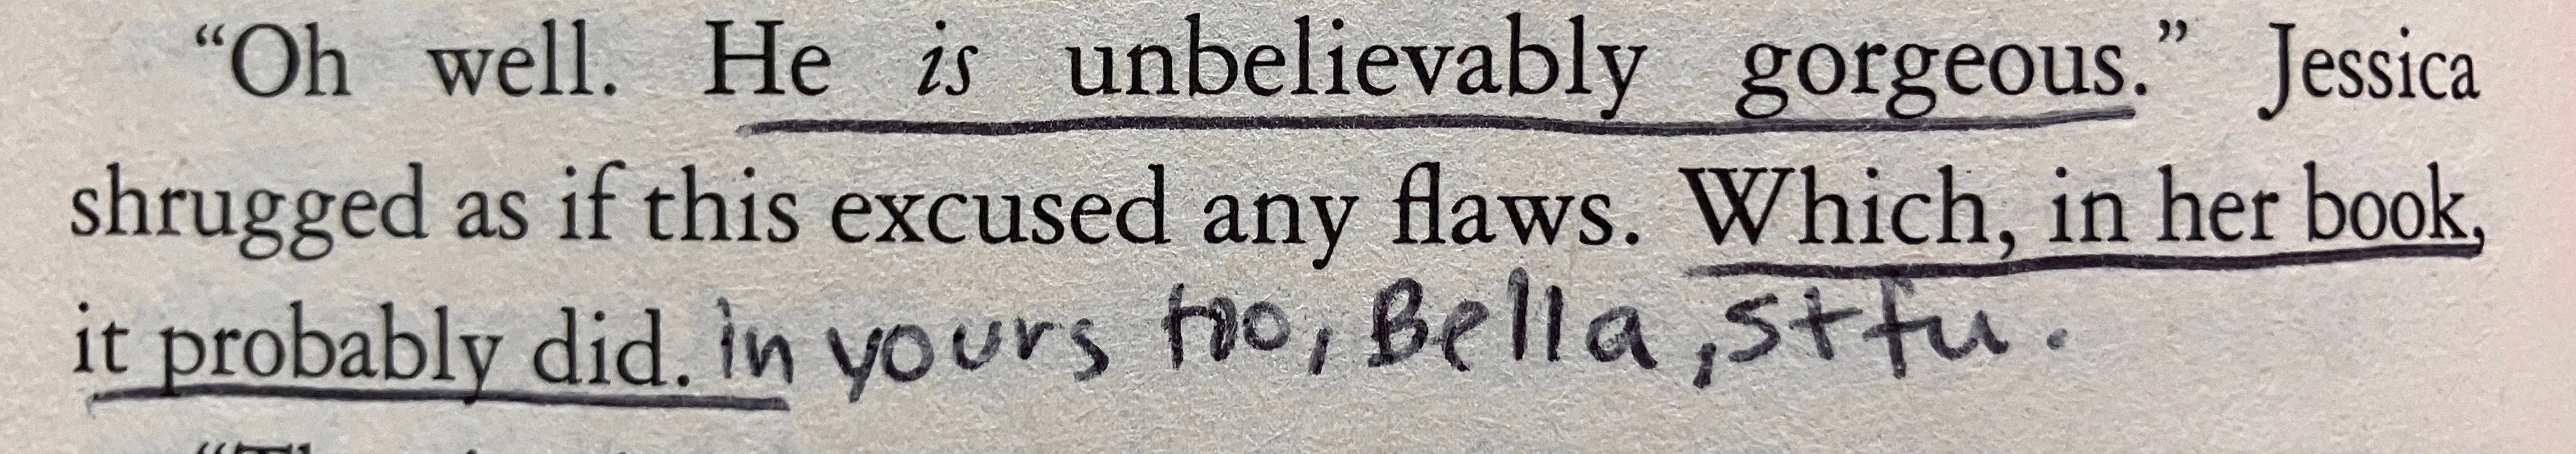 “Oh well. He is unbelievably gorgeous.” Jessica
shrugged as if this excused any flaws. Which, in her book,
it probably did. in yours too, Bella, stfu.